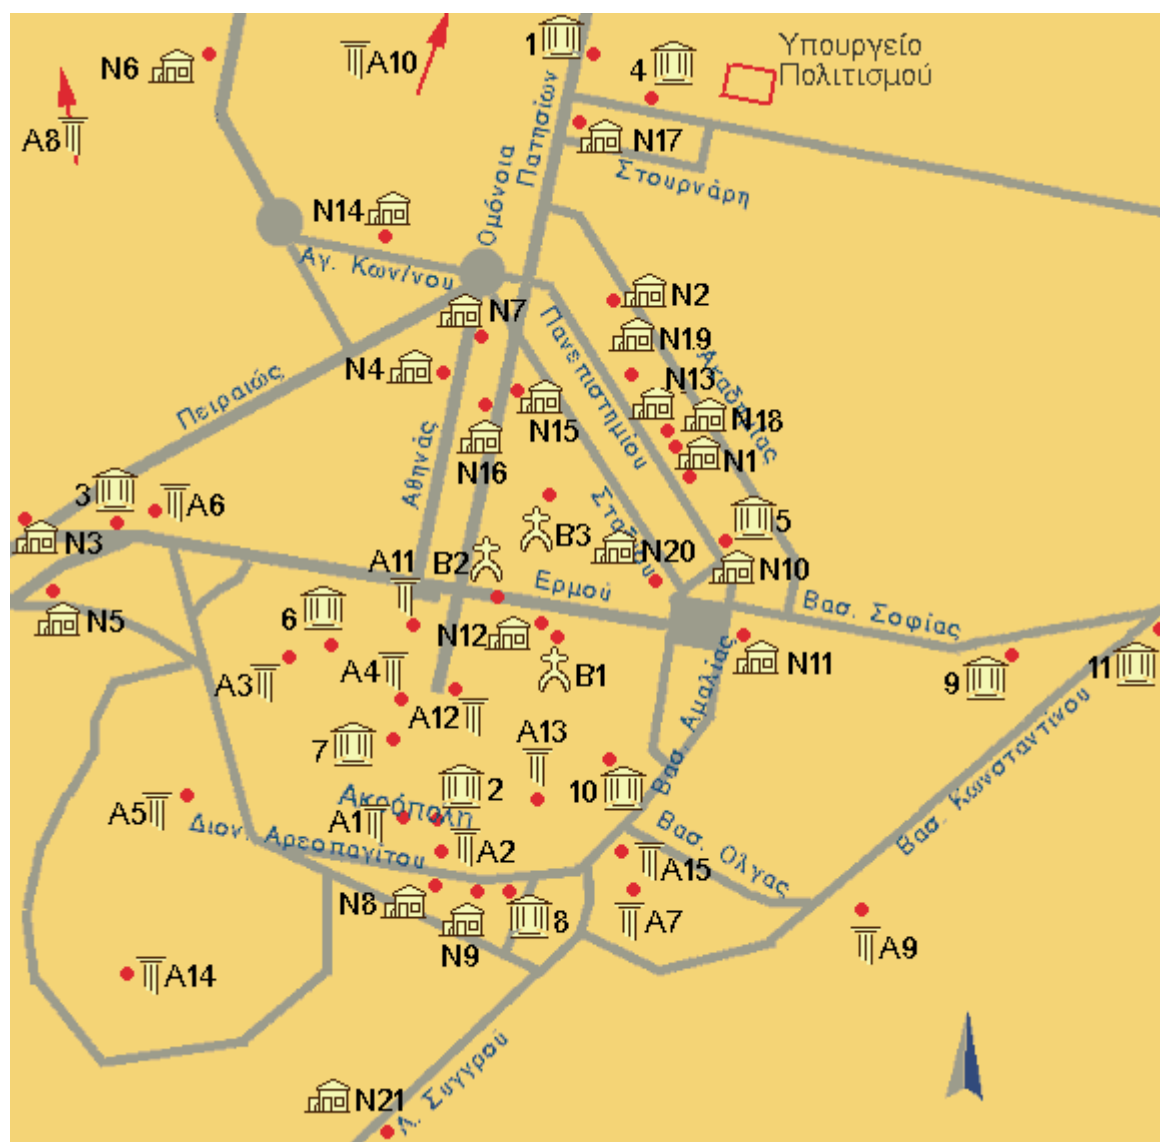 1
4
Υπουργείο
Πολιτισμού
N6
A10
A8
Πατησίων
N17
Στουρνάρη
N14
Ομόνοια
Αγ. Κων/νου
N7
N2
N19
Πανεπιστημίου
Ακαδημίας
N4
N13
N18
N15
N1
Πειραιώς
N16
Αθηνάς
3
A6
N3
B3
Σταδίου
N20
5
N10
A11
B2
Ερμού
Βασ. Σοφίας
N5
6
N12
B1
N11
9
11
A3
A4
A12
Βασ. Αμαλίας
7
A13
2
10
Βασ. Κωνσταντίνου
Ακρόπολη
A5
A1
Διον. Αρεοπαγίτου
A2
Βασ. Ολγας
A15
N8
N9
8
A7
A9
A14
N21
Λ. Συγγρού